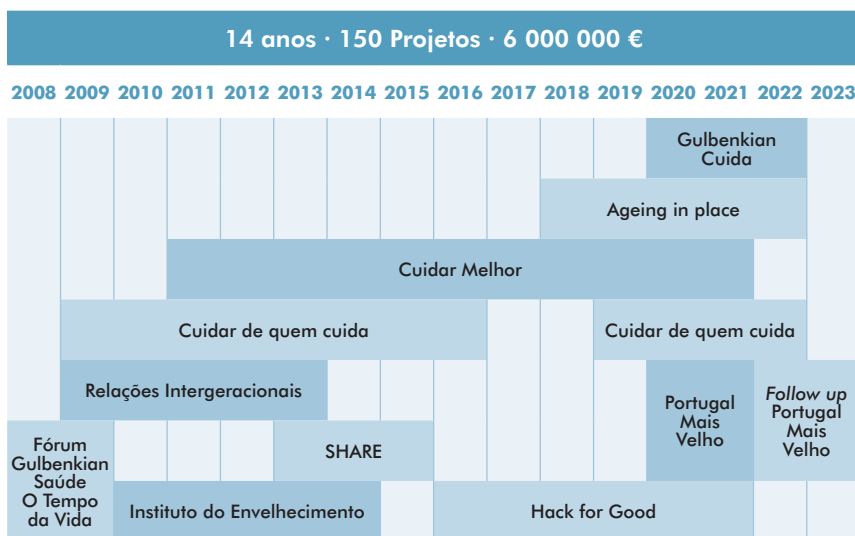 14 anos · 150 Projetos · 6 000 000 €
2008 2009 2010 2011 2012 2013 2014 2015 2016 2017 2018 2019 2020 2021 2022 2023
Gulbenkian
Cuida
Ageing in place
Cuidar Melhor
Cuidar de quem cuida
Cuidar de quem cuida
Relações Intergeracionais
Portugal
Mais
Velho
Follow up
Portugal
Mais
Velho
Fórum
Gulbenkian
Saúde
O Tempo
da Vida
SHARE
Instituto do Envelhecimento
Hack for Good